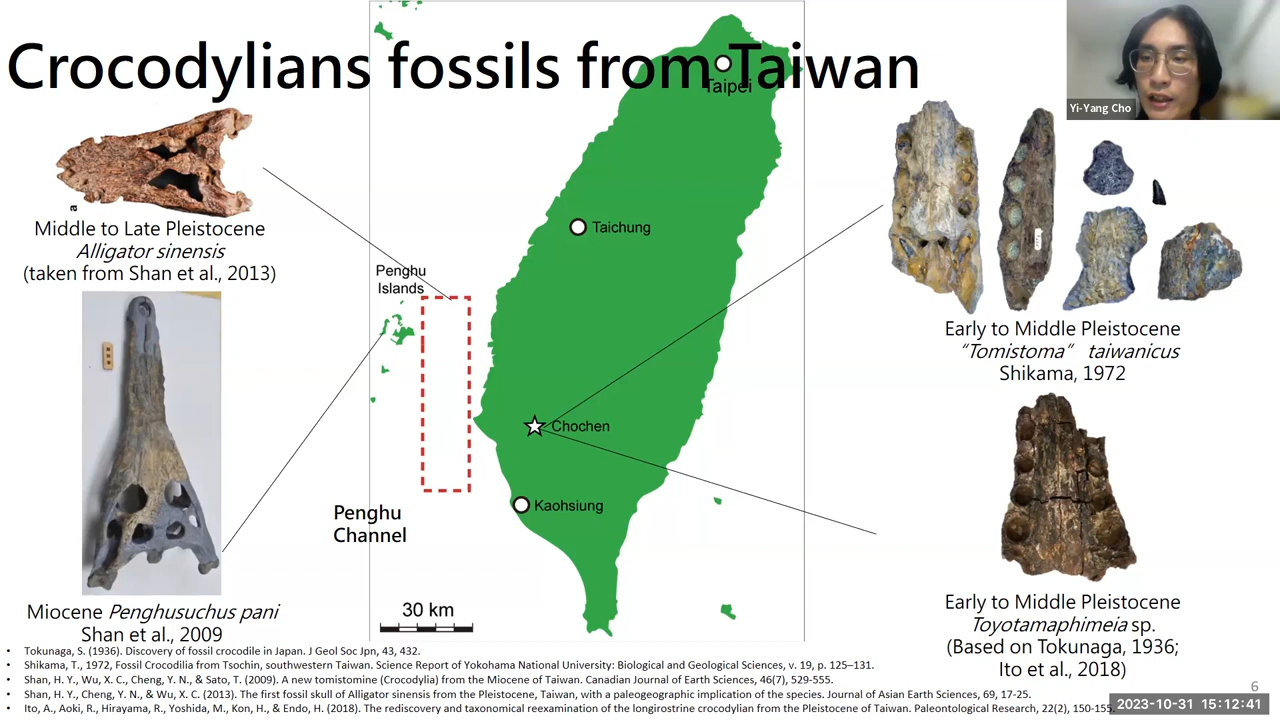 Crocodylians fossils from Taiwan
Yi-Yang Cho
Taipei
Taichung
Penghu
Islands
Chochen
Kaohsiung
Penghu
Channel
30 km
a
Middle to Late Pleistocene
Alligator sinensis
(taken from Shan et al., 2013)
Miocene Penghusuchus pani
Shan et al., 2009
Early to Middle Pleistocene
“Tomistoma” taiwanicus
Shikama, 1972
Early to Middle Pleistocene
Toyotamaphimeia sp.
(Based on Tokunaga, 1936;
Ito et al., 2018)
• Tokunaga, S. (1936). Discovery of fossil crocodile in Japan. J Geol Soc Jpn, 43, 432.
• Shikama, T., 1972, Fossil Crocodilia from Tsochin, southwestern Taiwan. Science Report of Yokohama National University: Biological and Geological Sciences, v. 19, p. 125–131.
• Shan, H. Y., Wu, X. C., Cheng, Y. N., & Sato, T. (2009). A new tomistomine (Crocodylia) from the Miocene of Taiwan. Canadian Journal of Earth Sciences, 46(7), 529-555.
• Shan, H. Y., Cheng, Y. N., & Wu, X. C. (2013). The first fossil skull of Alligator sinensis from the Pleistocene, Taiwan, with a paleogeographic implication of the species. Journal of Asian Earth Sciences, 69, 17-25.
• Ito, A., Aoki, R., Hirayama, R., Yoshida, M., Kon, H., & Endo, H. (2018). The rediscovery and taxonomical reexamination of the longirostrine crocodylian from the Pleistocene of Taiwan. Paleontological Research, 22(2), 150-155.
6
2023-10-31 15:12:41